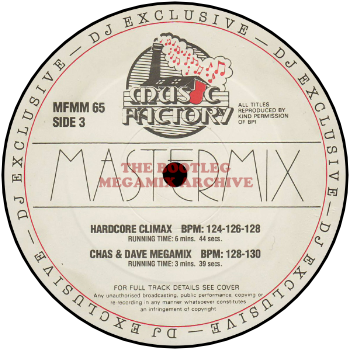 DJ EXCLUSIVE — DJ EXCLUSIVE — DJ EXCLUSIVE — DJ EXCLUSIVE —
MUSIC
FACTORY
MFMM 65
SIDE 3
ALL TITLES
REPRODUCED BY
KIND PERMISSION
OF BPI
MASTERMIX
THE BOOTLEG
MEGAMIX ARCHIVE
HARDCORE CLIMAX BPM: 124-126-128
RUNNING TIME: 6 mins. 44 secs.
CHAS & DAVE MEGAMIX BPM: 128-130
RUNNING TIME: 3 mins. 39 secs.
FOR FULL TRACK DETAILS SEE COVER
Any unauthorised broadcasting, public performance, copying or
re recording in any manner whatsoever constitutes
an infringement of copyright